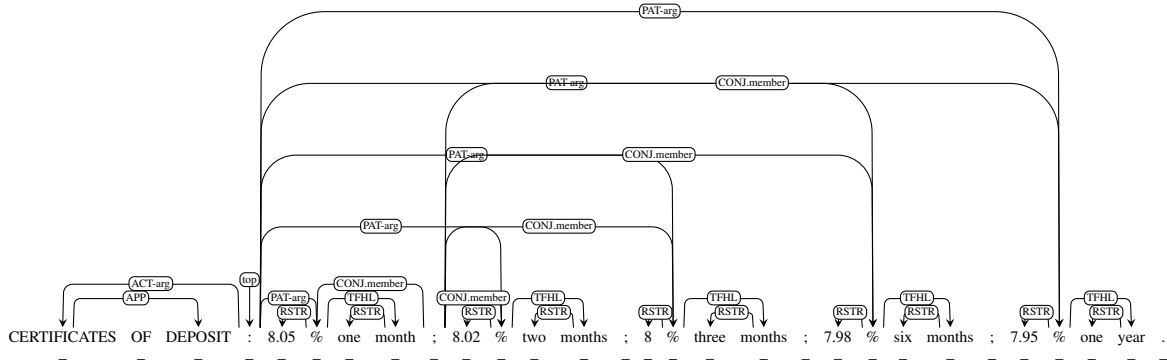 PAT-arg
PAT-arg CONJ.member
PAT-arg CONJ.member
PAT-arg CONJ.member
ACT-arg top CONJ.member
APP PAT-arg TFHL CONJ.member TFHL TFHL TFHL TFHL
RSTR RSTR RSTR RSTR RSTR RSTR RSTR RSTR RSTR RSTR
CERTIFICATES OF DEPOSIT : 8.05 % one month ; 8.02 % two months ; 8 % three months ; 7.98 % six months ; 7.95 % one year .
_ _ _ _ _ _ _ _ _ _ _ _ _ _ _ _ _ _ _ _ _ _ _ _ _ _ _ _